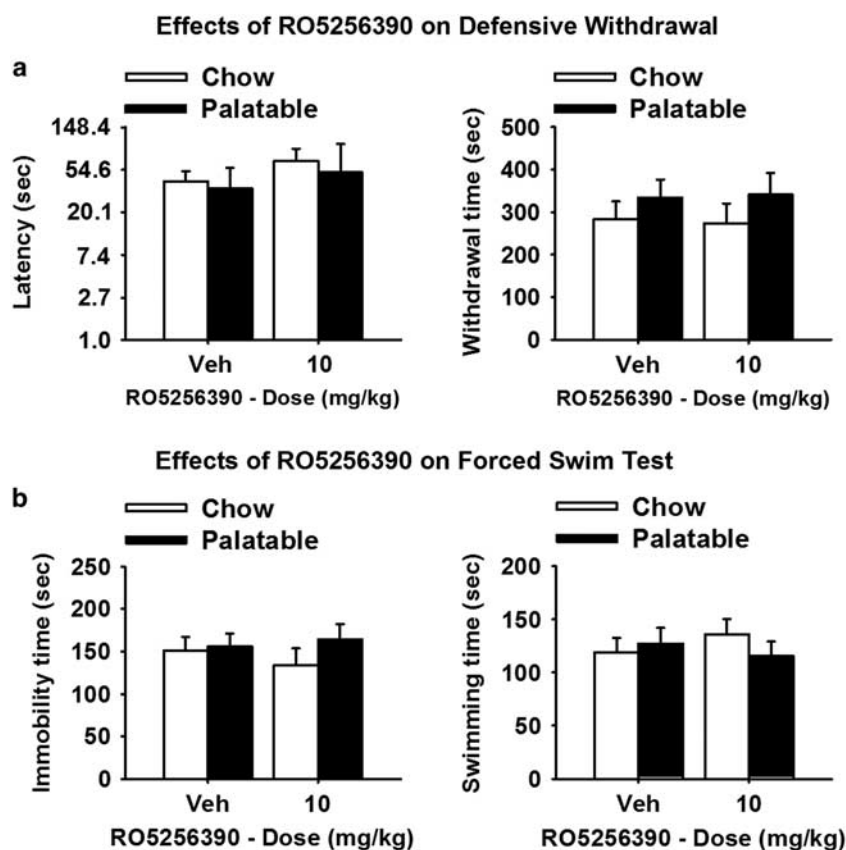 Effects of RO5256390 on Defensive Withdrawal
a
Chow
Palatable
Latency (sec)
148.4
54.6
20.1
7.4
2.7
1.0
Veh 10
RO5256390 - Dose (mg/kg)
Chow
Palatable
Withdrawal time (sec)
500
400
300
200
100
0
Veh 10
RO5256390 - Dose (mg/kg)
Effects of RO5256390 on Forced Swim Test
b
Chow
Palatable
Immobility time (sec)
250
200
150
100
50
0
Veh 10
RO5256390 - Dose (mg/kg)
Chow
Palatable
Swimming time (sec)
200
150
100
50
0
Veh 10
RO5256390 - Dose (mg/kg)